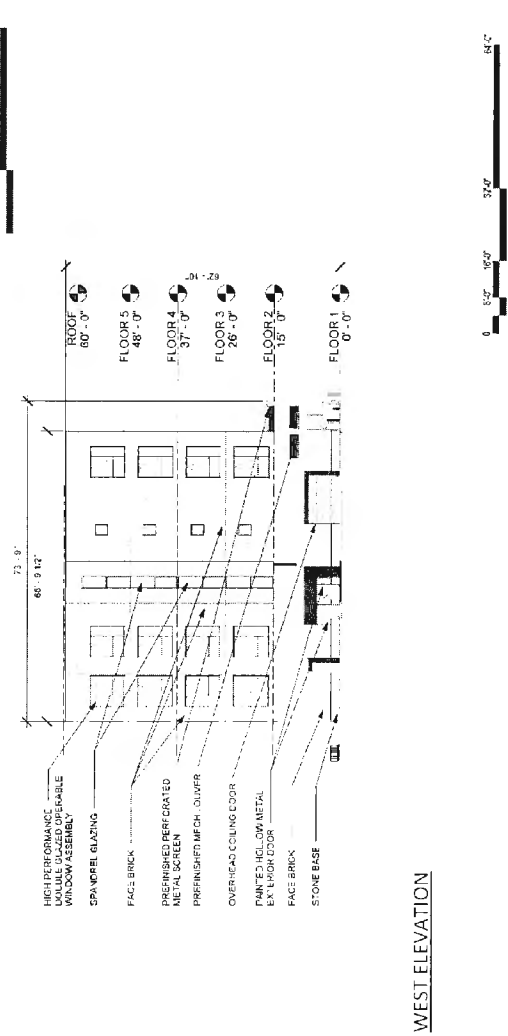 64'-0"
32'-0"
16'-0"
8'-0"
0
73' - 9"
65' - 9 1/2"
62' - 10"
ROOF
60' - 0"
FLOOR 5
48' - 0"
FLOOR 4
37' - 0"
FLOOR 3
26' - 0"
FLOOR 2
15' - 0"
FLOOR 1
0' - 0"
HIGH PERFORMANCE
DOUBLE GLAZED OPERABLE
WINDOW ASSEMBLY
SPANDREL GLAZING
FACE BRICK
PREFINISHED PERFORATED
METAL SCREEN
PREFINISHED MECH. LOUVER
OVERHEAD COILING DOOR
PAINTED HOLLOW METAL
EXTERIOR DOOR
FACE BRICK
STONE BASE
WEST ELEVATION